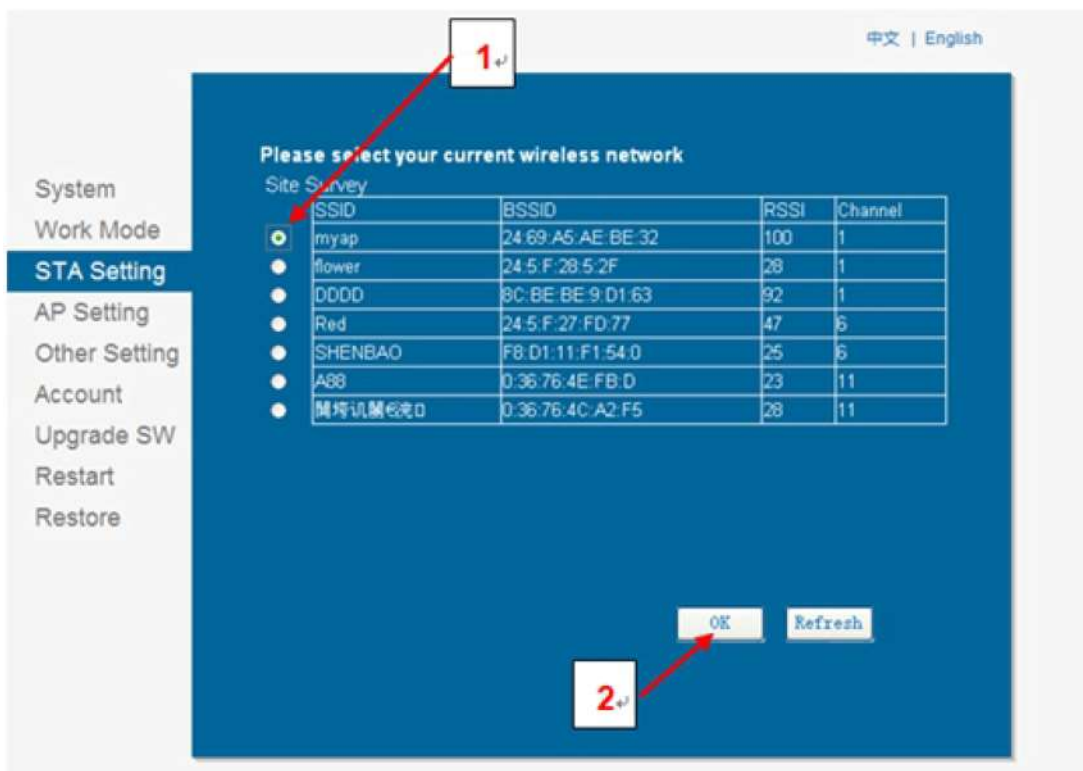 1
中文 | English
Please select your current wireless network
Site Survey
SSID BSSID RSSI Channel
myap 24:69:A5:AE:BE:32 100 1
flower 24:5:F:28:5:2F 28 1
DDDD 8C:BE:BE:9:D1:63 92 1
Red 24:5:F:27:FD:77 47 6
SHENBAO F8:D1:11:F1:54:0 25 6
A88 0:36:76:4E:FB:D 23 11
0:36:76:4C:A2:F5 28 11
System
Work Mode
STA Setting
AP Setting
Other Setting
Account
Upgrade SW
Restart
Restore
OK Refresh
2